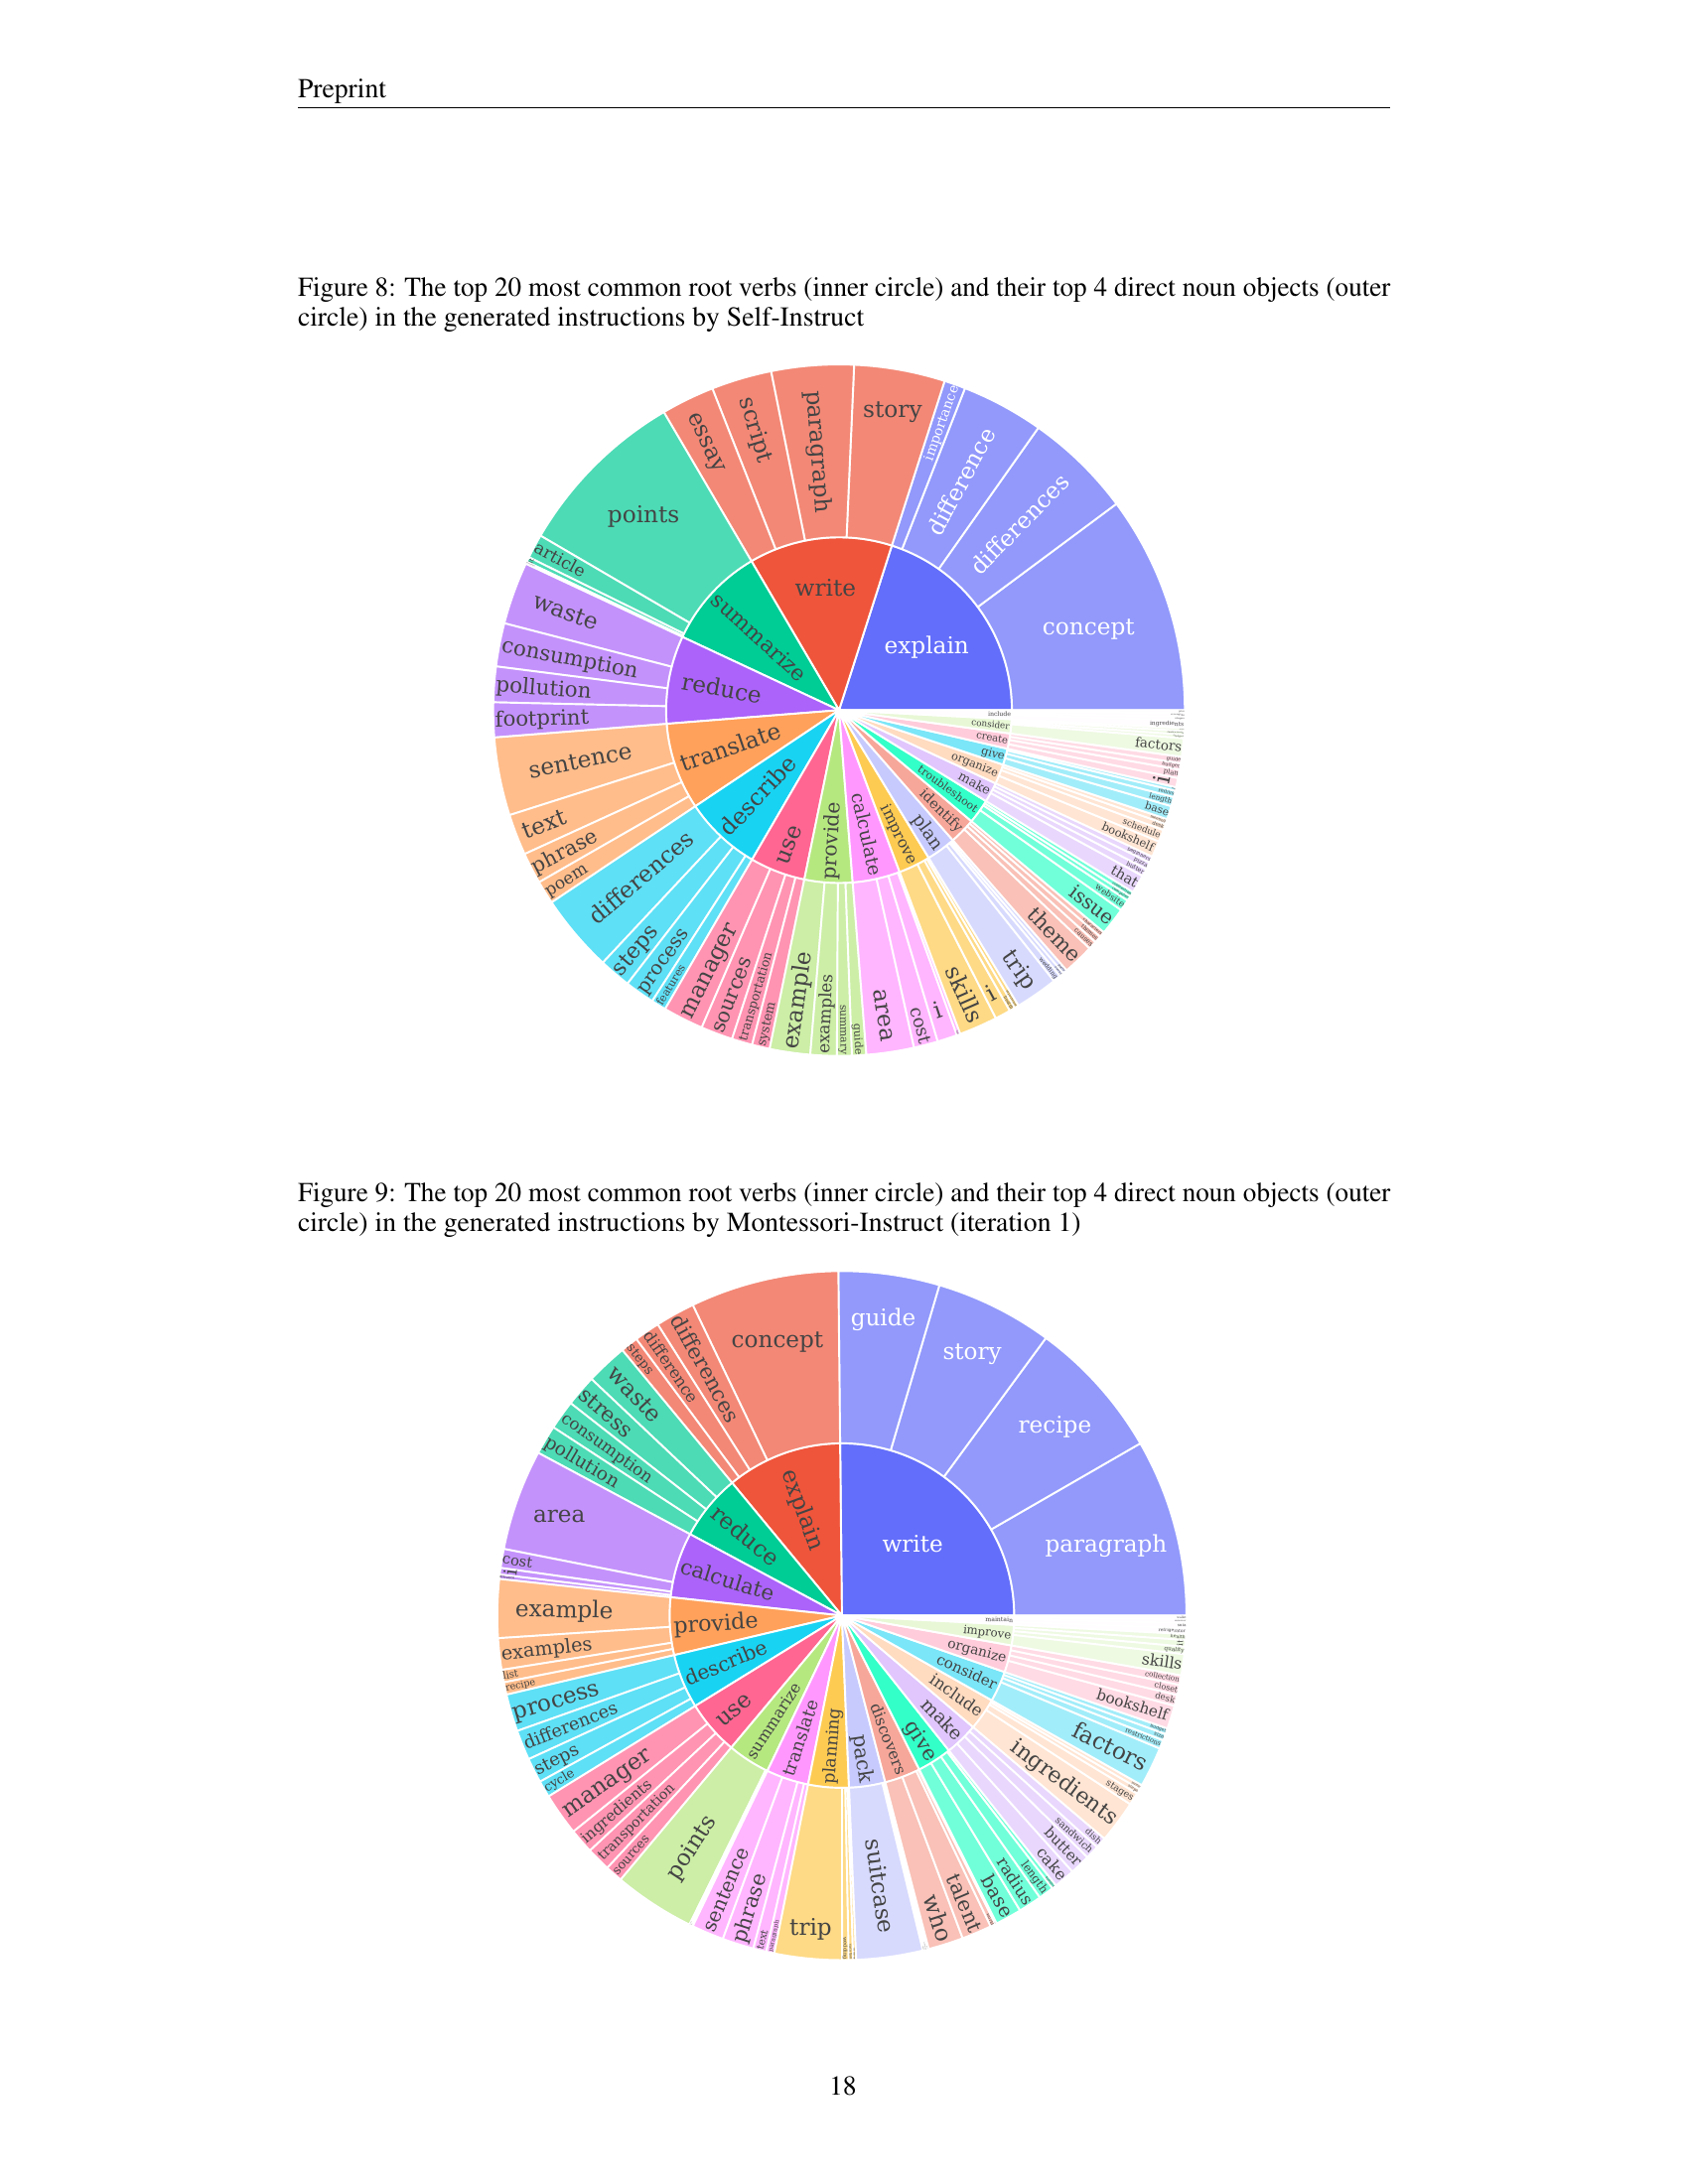 Preprint
Figure 8: The top 20 most common root verbs (inner circle) and their top 4 direct noun objects (outer
circle) in the generated instructions by Self-Instruct
explain
concept
differences
difference
importance
write
story
paragraph
script
essay
summarize
points
article
reduce
waste
consumption
pollution
footprint
translate
sentence
text
phrase
poem
describe
differences
steps
process
features
use
manager
sources
transportation
system
provide
example
examples
summary
guide
calculate
area
cost
i
improve
skills
i
plan
trip
identify
theme
troubleshoot
issue
website
make
that
organize
bookshelf
schedule
give
base
length
create
i
plan
consider
factors
include
ingredients
Figure 9: The top 20 most common root verbs (inner circle) and their top 4 direct noun objects (outer
circle) in the generated instructions by Montessori-Instruct (iteration 1)
write
paragraph
recipe
story
guide
explain
concept
differences
difference
steps
reduce
waste
stress
consumption
pollution
calculate
area
cost
i
provide
example
examples
list
recipe
describe
process
differences
steps
cycle
use
manager
ingredients
transportation
sources
summarize
points
translate
sentence
phrase
text
paragraph
planning
trip
pack
suitcase
discovers
who
talent
give
base
radius
length
make
cake
butter
sandwich
dish
include
ingredients
stages
consider
factors
restrictions
organize
bookshelf
desk
closet
collection
improve
skills
quality
maintain
18